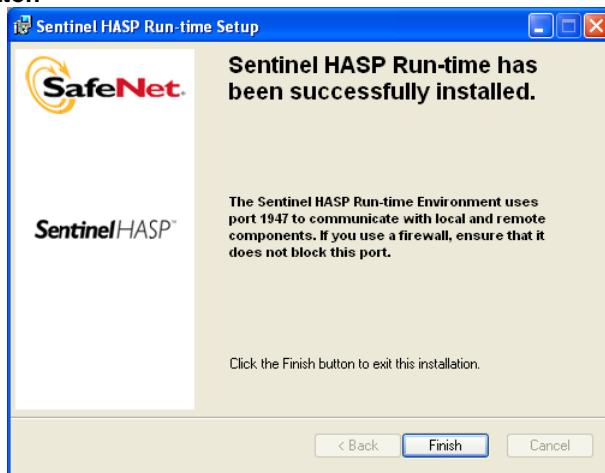 Sentinel HASP Run-time Setup
SafeNet.
Sentinel HASP Run-time has
been successfully installed.
The Sentinel HASP Run-time Environment uses
port 1947 to communicate with local and remote
components. If you use a firewall, ensure that it
does not block this port.
SentinelHASP™
Click the Finish button to exit this installation.
< Back
Finish
Cancel